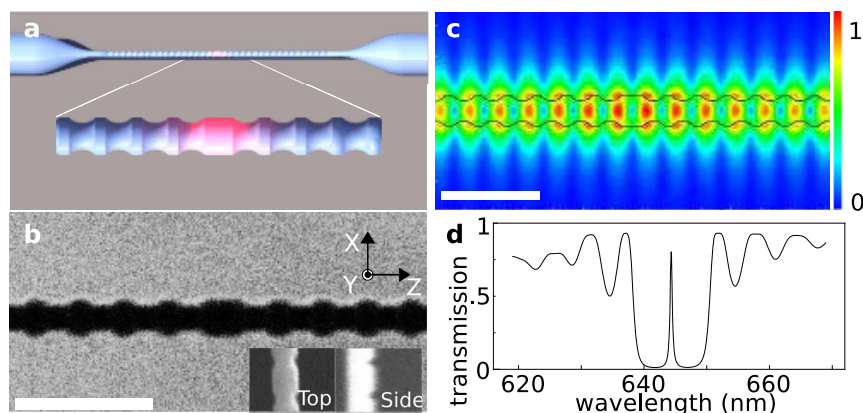 a
b
X
Y
Z
Top
Side
c
1
0
d
transmission
1
.5
0
620
640
660
wavelength (nm)